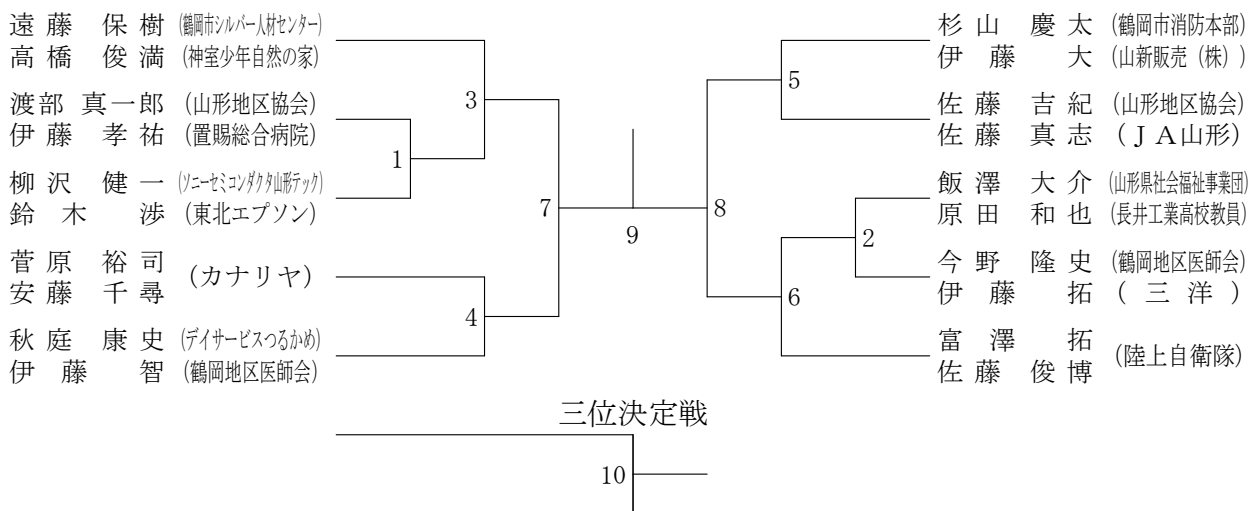 遠藤 保樹 (鶴岡市シルバー人材センター)
高橋 俊満 (神室少年自然の家)
渡部 真一郎 (山形地区協会)
伊藤 孝祐 (置賜総合病院)
柳沢 健一 (ソニーセミコンダクタ山形テック)
鈴木 渉 (東北エプソン)
菅原 裕司
(カナリヤ)
安藤 千尋
秋庭 康史 (デイサービスつるかめ)
伊藤 智 (鶴岡地区医師会)
3
1
7
4
9
8
5
2
6
杉山 慶太 (鶴岡市消防本部)
伊藤 大 (山新販売(株))
佐藤 吉紀 (山形地区協会)
佐藤 真志 (JA山形)
飯澤 大介 (山形県社会福祉事業団)
原田 和也 (長井工業高校教員)
今野 隆史 (鶴岡地区医師会)
伊藤 拓 (三洋)
富澤 拓
(陸上自衛隊)
佐藤 俊博
三位決定戦
10